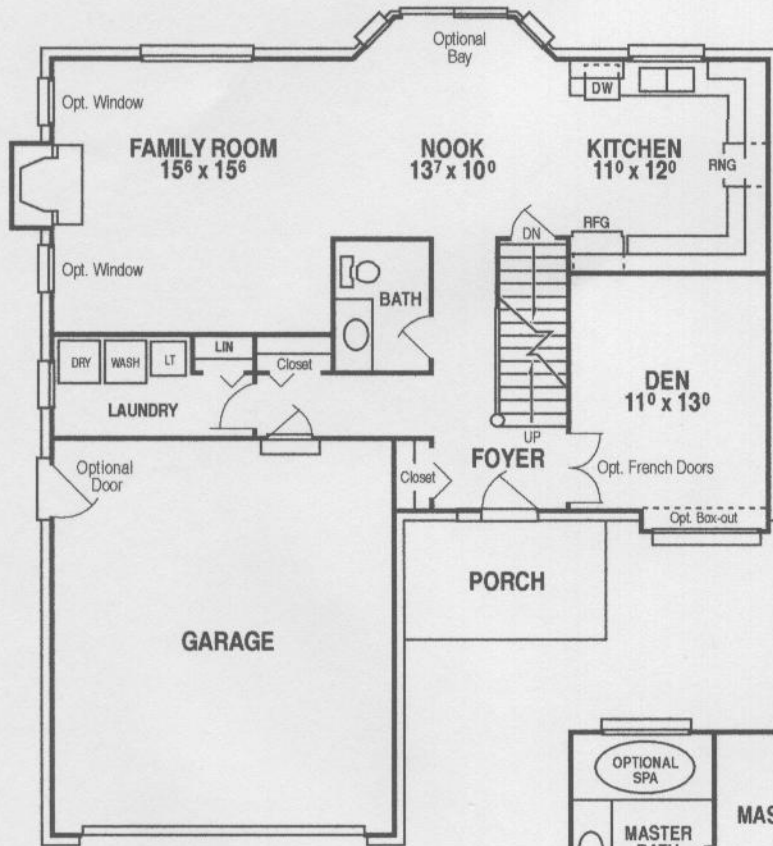 Optional
Bay
Opt. Window
DW
FAMILY ROOM
15⁶ x 15⁶
NOOK
13⁷ x 10⁰
KITCHEN
11⁰ x 12⁰
RNG
RFG
DN
Opt. Window
BATH
LIN
DRY
WASH
LT
Closet
DEN
11⁰ x 13⁰
LAUNDRY
UP
FOYER
Optional
Door
Closet
Opt. French Doors
Opt. Box-out
PORCH
GARAGE
OPTIONAL
SPA
MAS
MASTER
BATH